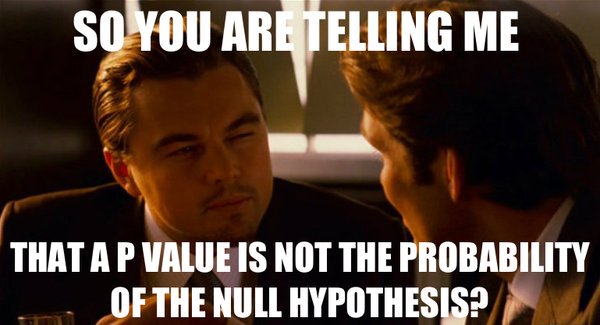 SO YOU ARE TELLING ME
THAT A P VALUE IS NOT THE PROBABILITY
OF THE NULL HYPOTHESIS?